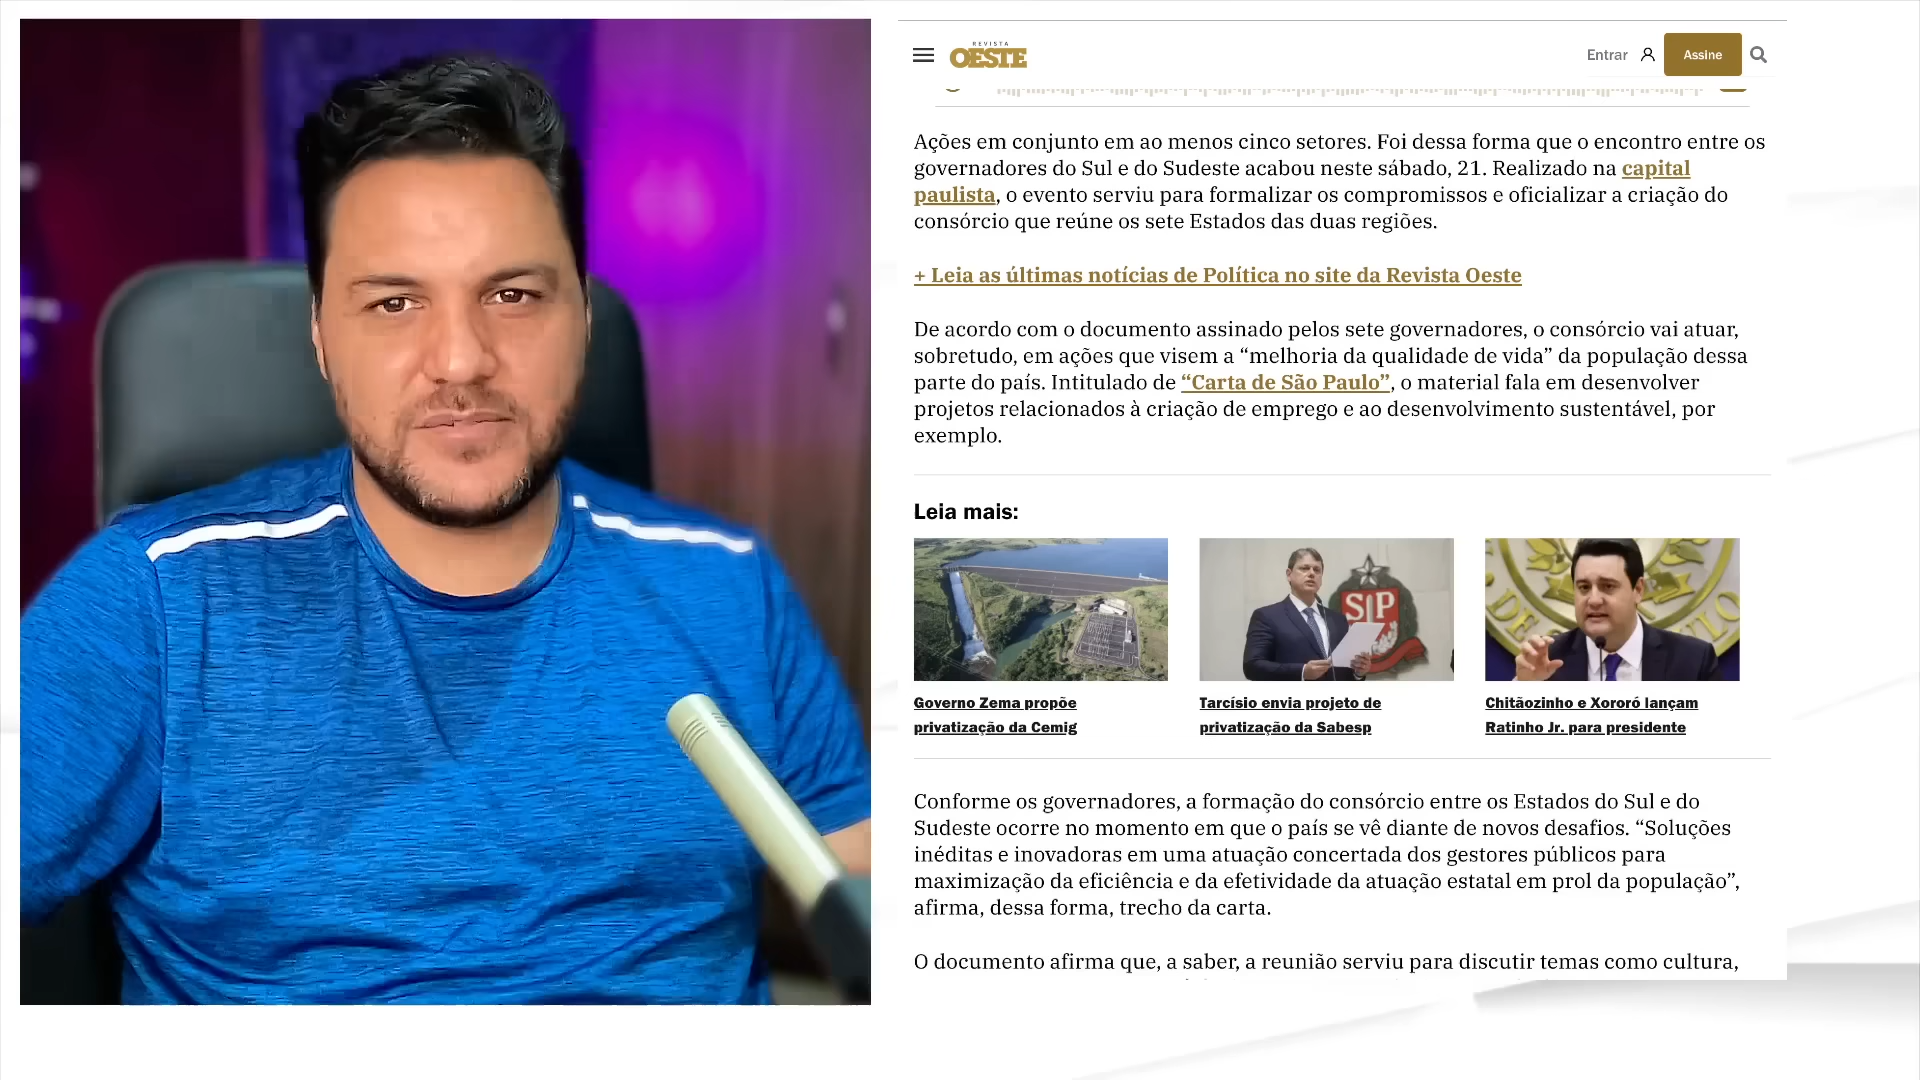 REVISTA
OESTE
Entrar
Assine
Ações em conjunto em ao menos cinco setores. Foi dessa forma que o encontro entre os
governadores do Sul e do Sudeste acabou neste sábado, 21. Realizado na capital
paulista, o evento serviu para formalizar os compromissos e oficializar a criação do
consórcio que reúne os sete Estados das duas regiões.
+ Leia as últimas notícias de Política no site da Revista Oeste
De acordo com o documento assinado pelos sete governadores, o consórcio vai atuar,
sobretudo, em ações que visem a “melhoria da qualidade de vida” da população dessa
parte do país. Intitulado de “Carta de São Paulo”, o material fala em desenvolver
projetos relacionados à criação de emprego e ao desenvolvimento sustentável, por
exemplo.
Leia mais:
SP
Governo Zema propõe
privatização da Cemig
Tarcísio envia projeto de
privatização da Sabesp
Chitãozinho e Xororó lançam
Ratinho Jr. para presidente
Conforme os governadores, a formação do consórcio entre os Estados do Sul e do
Sudeste ocorre no momento em que o país se vê diante de novos desafios. “Soluções
inéditas e inovadoras em uma atuação concertada dos gestores públicos para
maximização da eficiência e da efetividade da atuação estatal em prol da população”,
afirma, dessa forma, trecho da carta.
O documento afirma que, a saber, a reunião serviu para discutir temas como cultura,